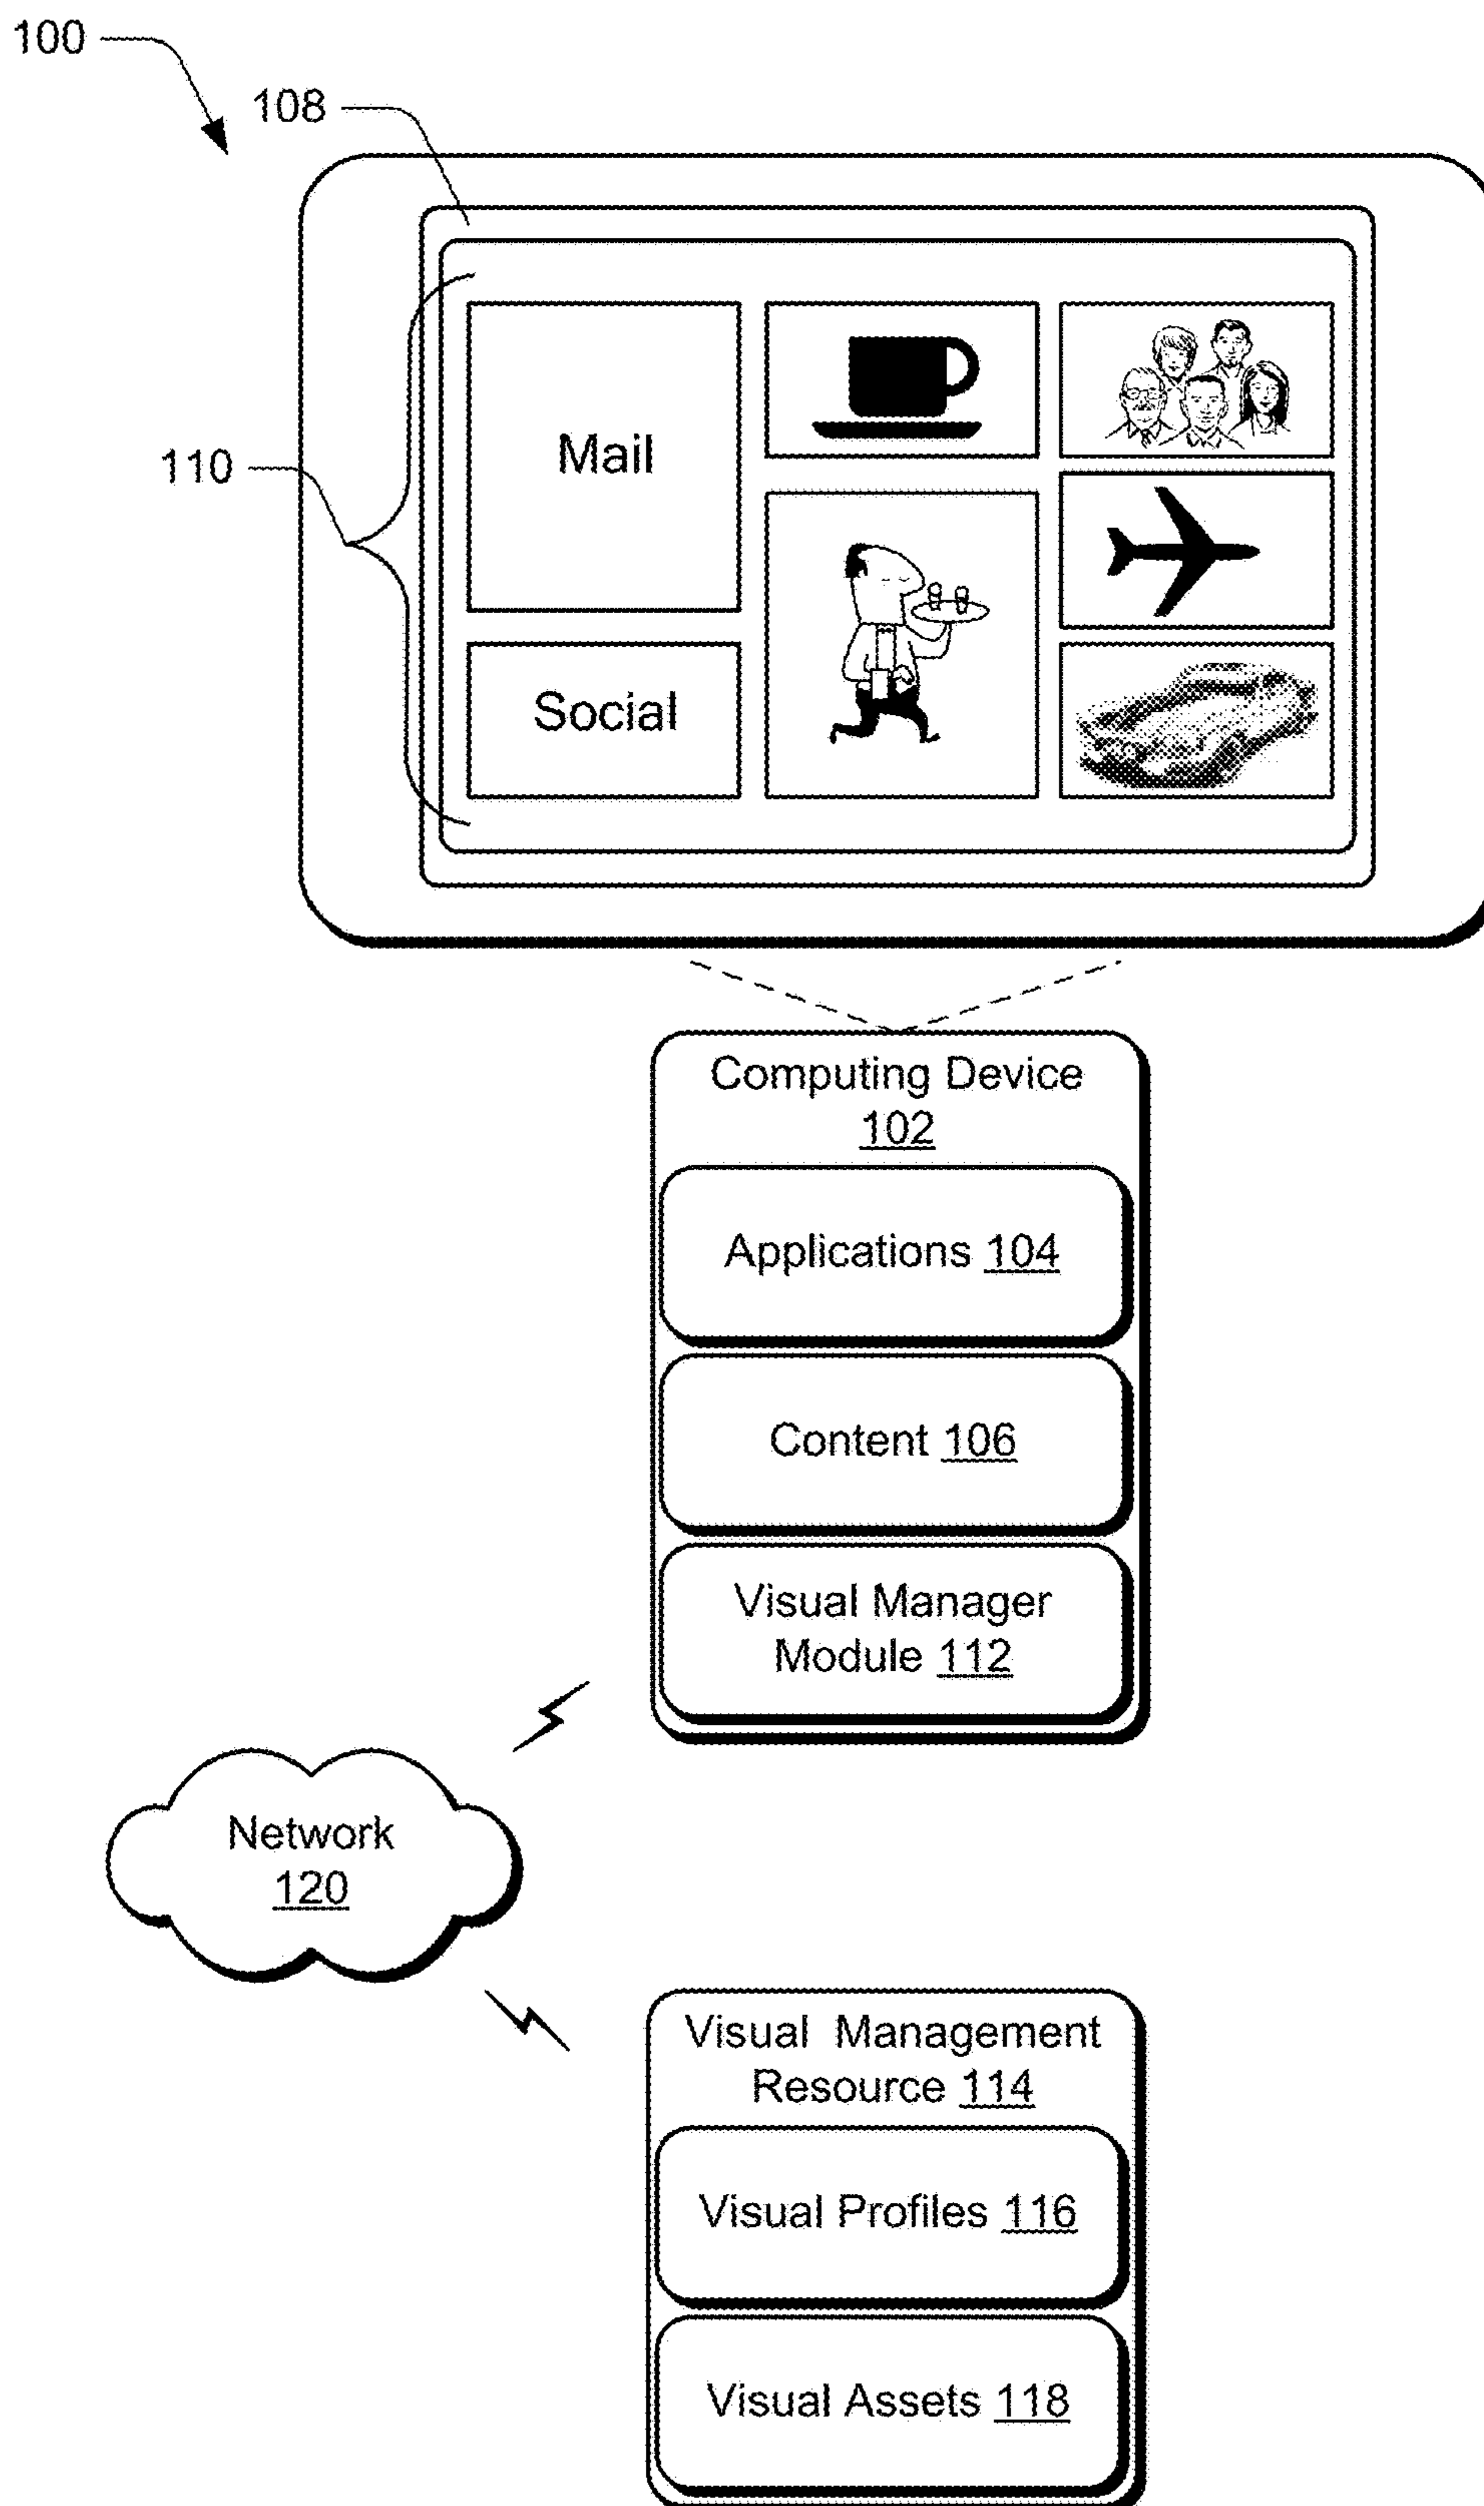 100
108
110
Mail
Social
Computing Device
102
Applications 104
Content 106
Visual Manager
Module 112
Network
120
Visual Management
Resource 114
Visual Profiles 116
Visual Assets 118